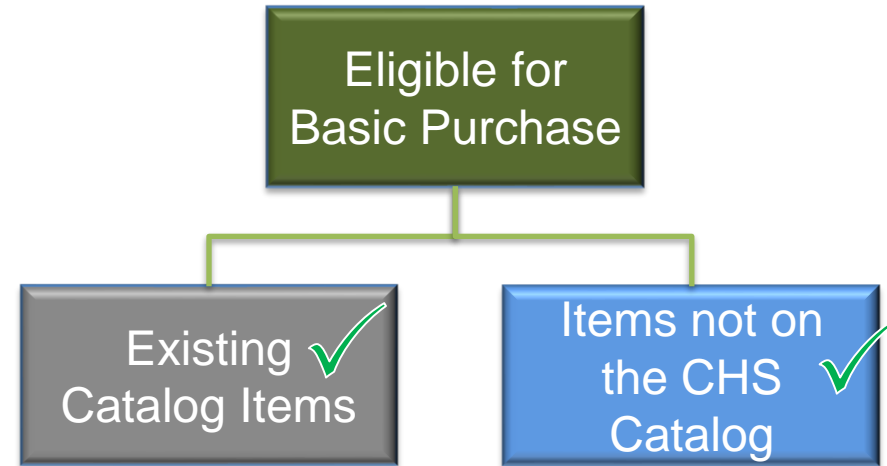 Eligible for
Basic Purchase
Existing
Catalog Items
Items not on
the CHS
Catalog